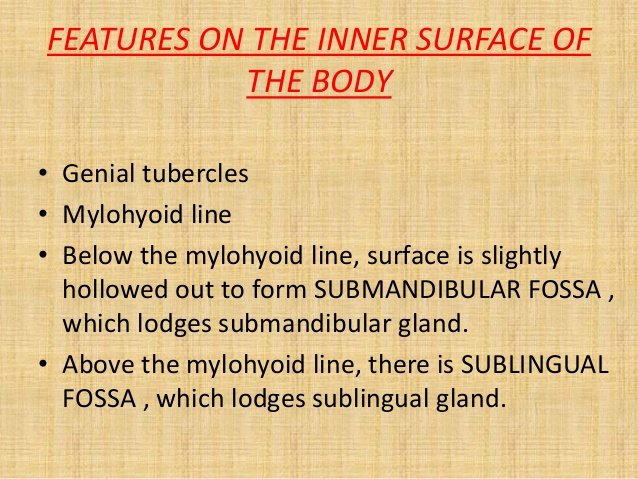 FEATURES ON THE INNER SURFACE OF
THE BODY
• Genial tubercles
• Mylohyoid line
• Below the mylohyoid line, surface is slightly
hollowed out to form SUBMANDIBULAR FOSSA ,
which lodges submandibular gland.
• Above the mylohyoid line, there is SUBLINGUAL
FOSSA , which lodges sublingual gland.